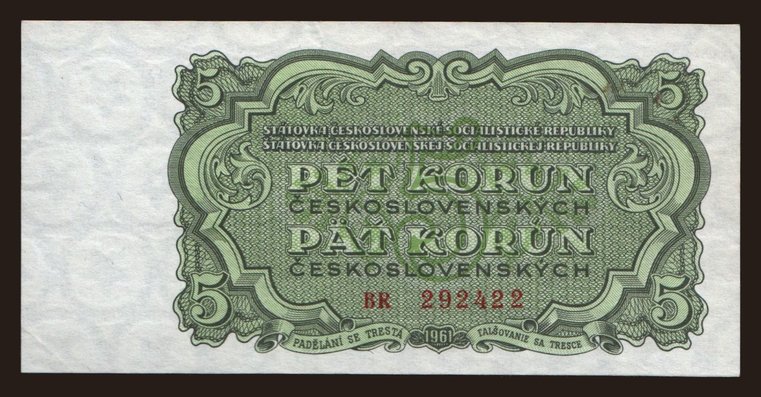 5 5
STÁTOVKA ČESKOSLOVENSKÉ SOCIALISTICKÉ REPUBLIKY
ŠTÁTOVKA ČESKOSLOVENSKEJ SOCIALISTICKEJ REPUBLIKY
PĚT KORUN
ČESKOSLOVENSKÝCH
PÄŤ KORÚN
ČESKOSLOVENSKÝCH
5 BR 292422 5
PADĚLÁNÍ SE TRESTÁ 1961 FALŠOVANIE SA TRESCE